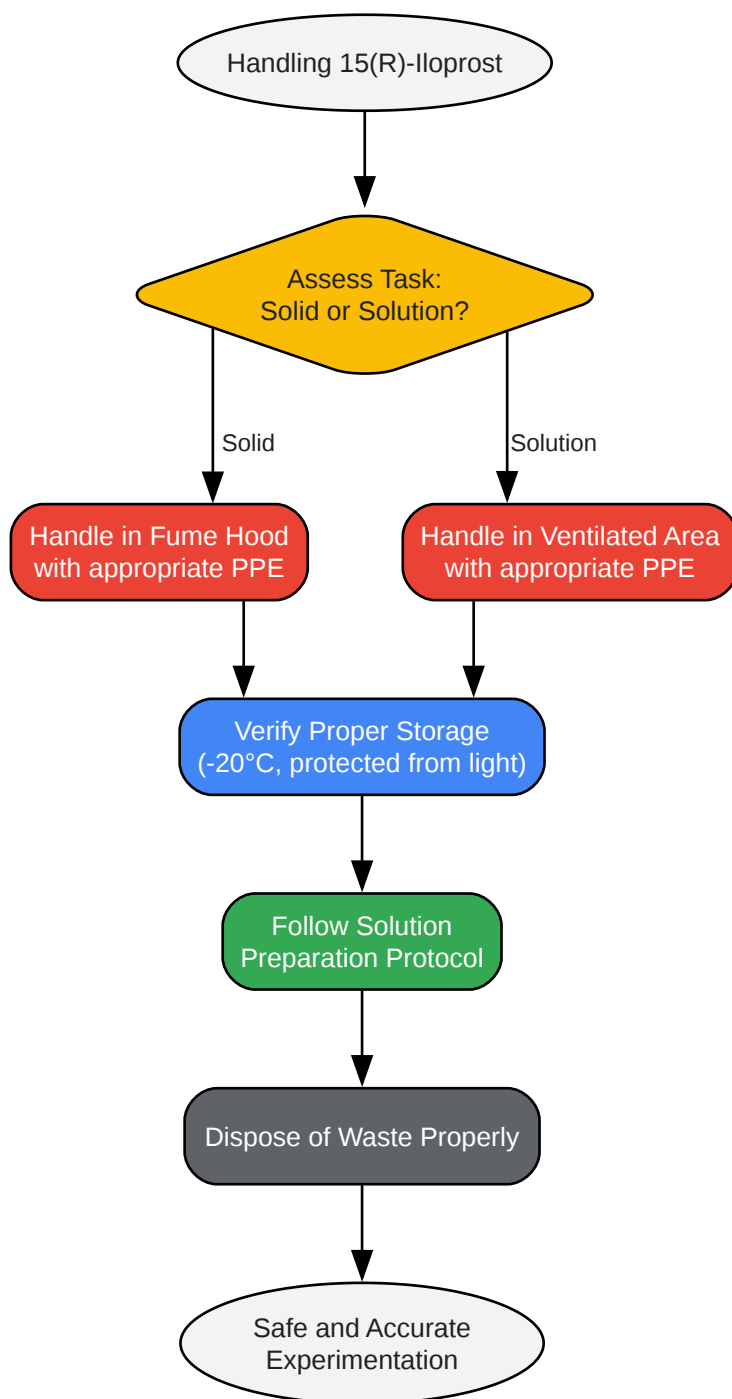 Handling 15(R)-Iloprost
Assess Task:
Solid or Solution?
Solid
Solution
Handle in Fume Hood
with appropriate PPE
Handle in Ventilated Area
with appropriate PPE
Verify Proper Storage
(-20°C, protected from light)
Follow Solution
Preparation Protocol
Dispose of Waste Properly
Safe and Accurate
Experimentation